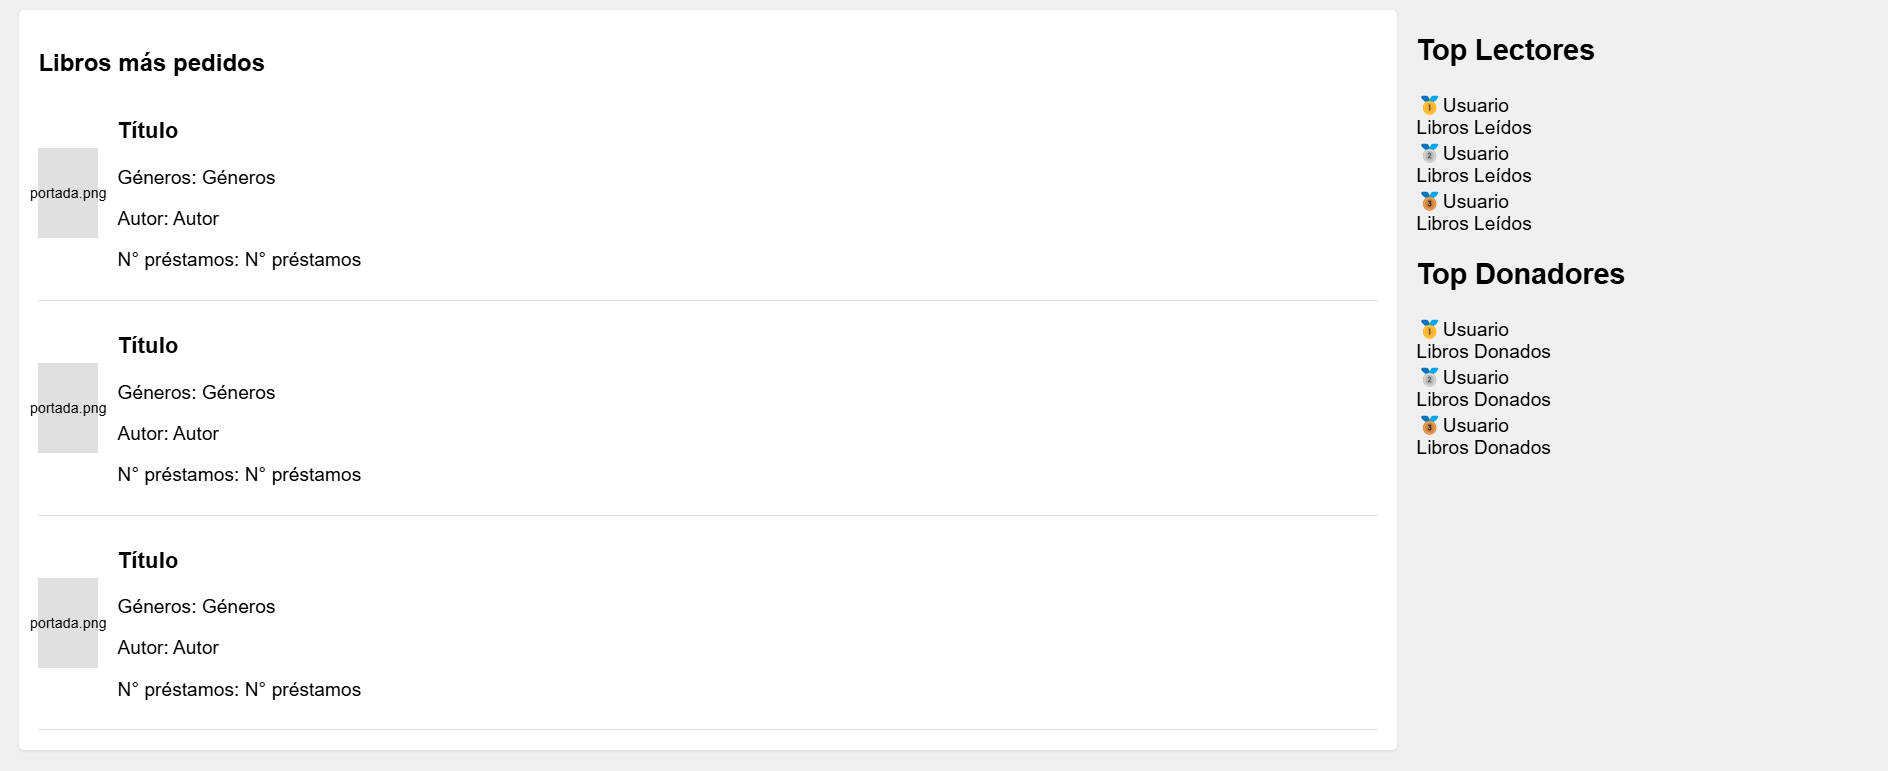 Libros más pedidos
Título
portada.png
Géneros: Géneros
Autor: Autor
N° préstamos: N° préstamos
Título
portada.png
Géneros: Géneros
Autor: Autor
N° préstamos: N° préstamos
Título
portada.png
Géneros: Géneros
Autor: Autor
N° préstamos: N° préstamos
Top Lectores
🥇Usuario
Libros Leídos
🥈Usuario
Libros Leídos
🥉Usuario
Libros Leídos
Top Donadores
🥇Usuario
Libros Donados
🥈Usuario
Libros Donados
🥉Usuario
Libros Donados